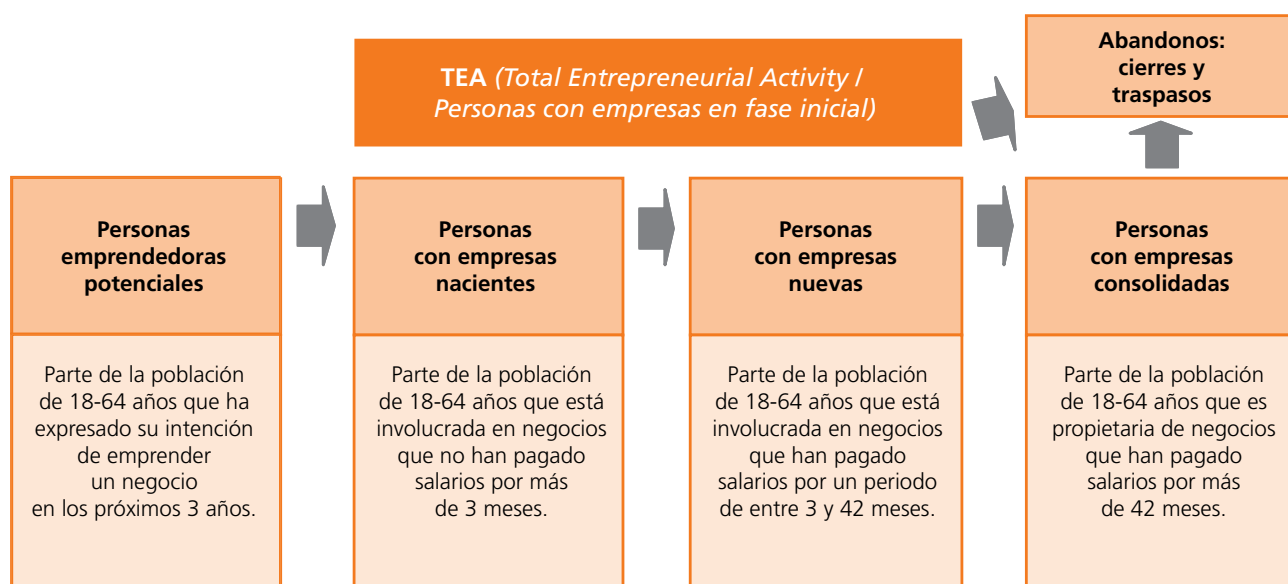 TEA (Total Entrepreneurial Activity /
Personas con empresas en fase inicial)
Abandonos:
cierres y
traspasos
Personas
emprendedoras
potenciales
Parte de la población
de 18-64 años que ha
expresado su intención
de emprender
un negocio
en los próximos 3 años.
Personas
con empresas
nacientes
Parte de la población
de 18-64 años que está
involucrada en negocios
que no han pagado
salarios por más
de 3 meses.
Personas
con empresas
nuevas
Parte de la población
de 18-64 años que está
involucrada en negocios
que han pagado
salarios por un periodo
de entre 3 y 42 meses.
Personas
con empresas
consolidadas
Parte de la población
de 18-64 años que es
propietaria de negocios
que han pagado
salarios por más
de 42 meses.